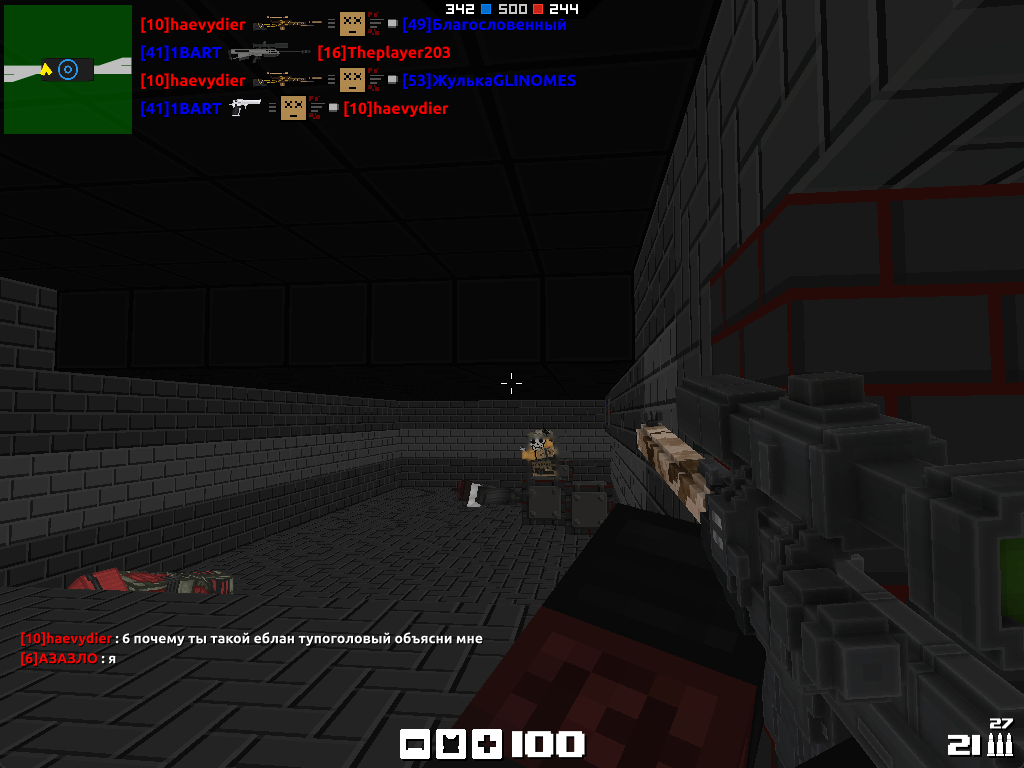 342 500 244
[10]haevydier [49]Благословенный
[41]1BART [16]Theplayer203
[10]haevydier [53]ЖулькаGLINOMES
[41]1BART [10]haevydier
[10]haevydier : 6 почему ты такой еблан тупоголовый объясни мне
[6]АЗАЗЛО : я
27
100 21